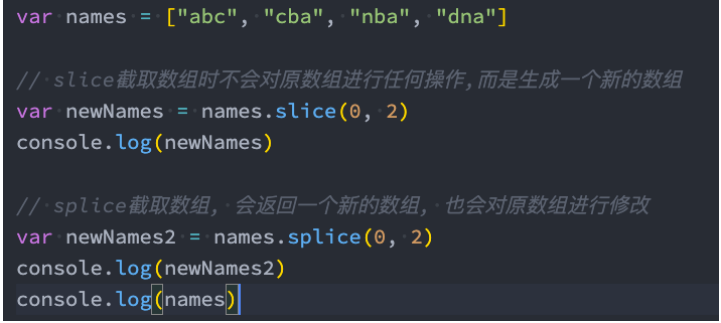 var names = ["abc", "cba", "nba", "dna"]
// slice截取数组时不会对原数组进行任何操作,而是生成一个新的数组
var newNames = names.slice(0, 2)
console.log(newNames)
// splice截取数组, 会返回一个新的数组, 也会对原数组进行修改
var newNames2 = names.splice(0, 2)
console.log(newNames2)
console.log(names)